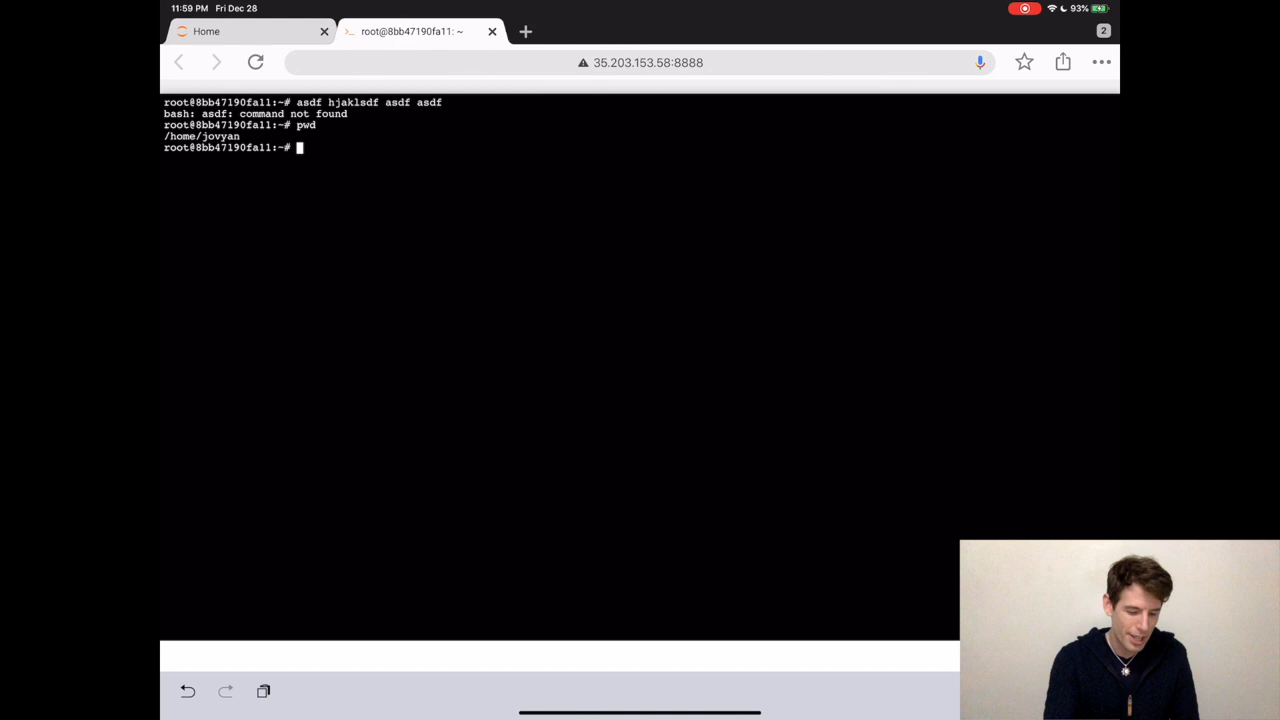 11:59 PM Fri Dec 28
93%
Home
root@8bb47190fa11: ~
2
35.203.153.58:8888
root@8bb47190fa11:~# asdf hjaklsdf asdf asdf
bash: asdf: command not found
root@8bb47190fa11:~# pwd
/home/jovyan
root@8bb47190fa11:~#